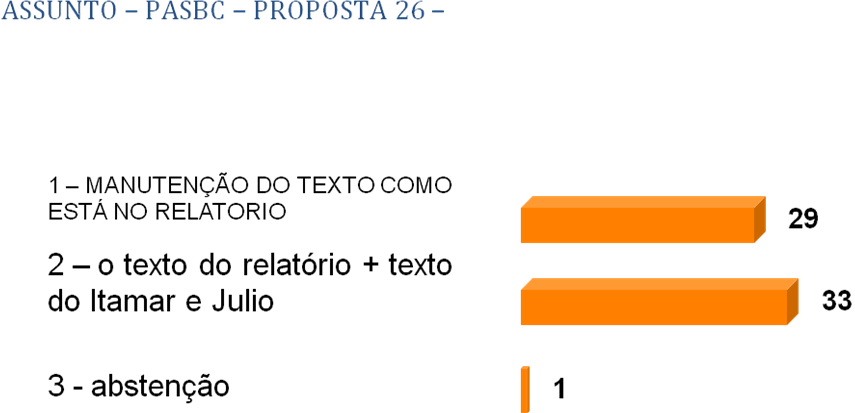 ASSUNTO – PASBC – PROPOSTA 26 –
1 – MANUTENÇÃO DO TEXTO COMO
ESTÁ NO RELATORIO
29
2 – o texto do relatório + texto
do Itamar e Julio
33
3 - abstenção
1